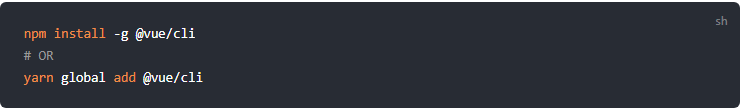 sh
npm install -g @vue/cli
# OR
yarn global add @vue/cli